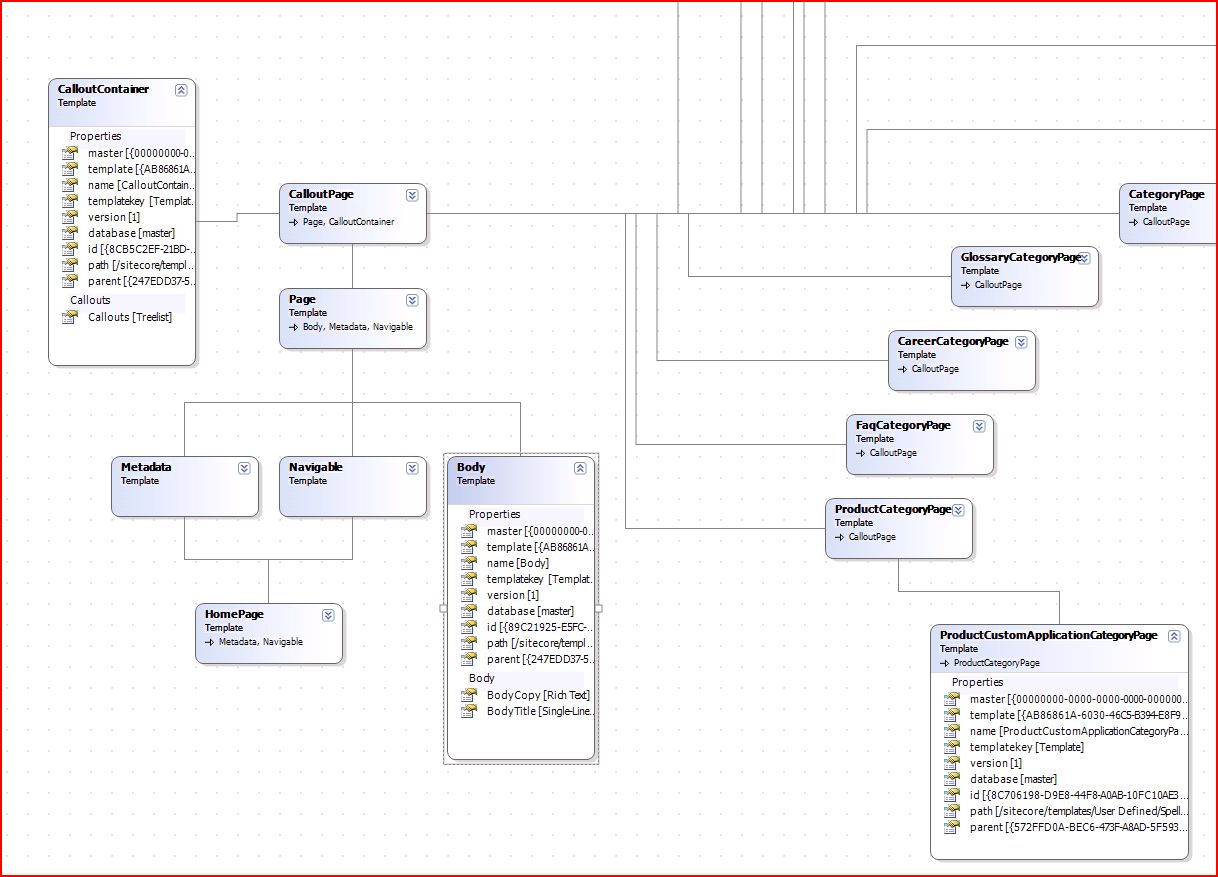 CalloutContainer
Template
Properties
master [{00000000-0...
template [{AB86861A...
name [CalloutContain...
templatekey [Templat...
version [1]
database [master]
id [{8CB5C2EF-21BD-...
path [/sitecore/templ...
parent [{247EDD37-5...
Callouts
Callouts [Treelist]
CalloutPage
Template
Page, CalloutContainer
Page
Template
Body, Metadata, Navigable
Metadata
Template
Navigable
Template
HomePage
Template
Metadata, Navigable
Body
Template
Properties
master [{00000000-0...
template [{AB86861A...
name [Body]
templatekey [Templat...
version [1]
database [master]
id [{89C21925-E5FC-...
path [/sitecore/templ...
parent [{247EDD37-5...
Body
BodyCopy [Rich Text]
BodyTitle [Single-Line...
CategoryPage
Template
CalloutPage
GlossaryCategoryPage
Template
CalloutPage
CareerCategoryPage
Template
CalloutPage
FaqCategoryPage
Template
CalloutPage
ProductCategoryPage
Template
CalloutPage
ProductCustomApplicationCategoryPage
Template
ProductCategoryPage
Properties
master [{00000000-0000-0000-0000-000000...
template [{AB86861A-6030-46C5-B394-E8F9...
name [ProductCustomApplicationCategoryPa...
templatekey [Template]
version [1]
database [master]
id [{8C706198-D9E8-44F8-A0AB-10FC10AE3...
path [/sitecore/templates/User Defined/Spell...
parent [{572FFD0A-BEC6-473F-A8AD-5F593...